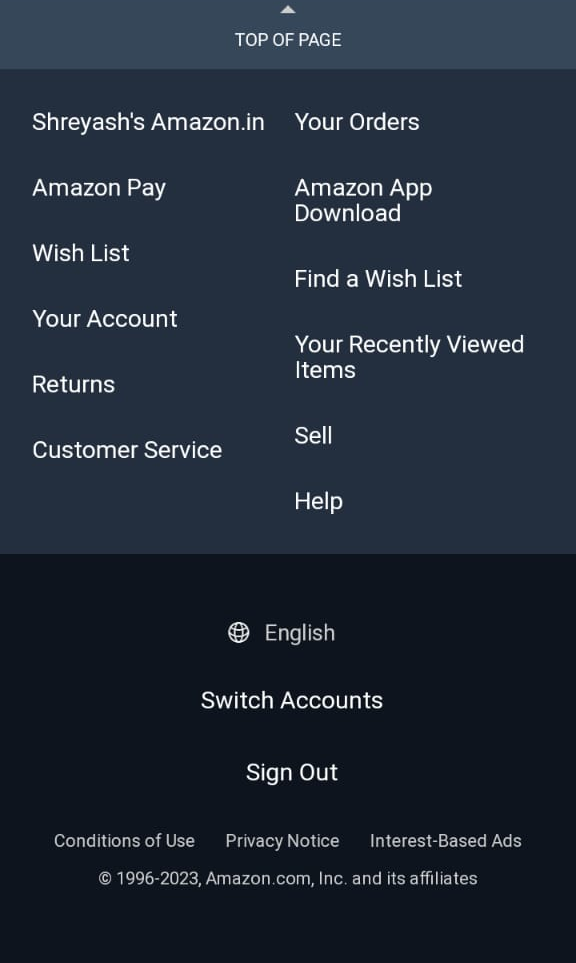 TOP OF PAGE
Shreyash's Amazon.in
Amazon Pay
Wish List
Your Account
Returns
Customer Service
Your Orders
Amazon App
Download
Find a Wish List
Your Recently Viewed
Items
Sell
Help
English
Switch Accounts
Sign Out
Conditions of Use Privacy Notice Interest-Based Ads
© 1996-2023, Amazon.com, Inc. and its affiliates